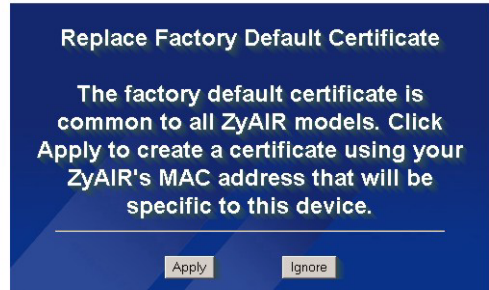 Replace Factory Default Certificate
The factory default certificate is
common to all ZyAIR models. Click
Apply to create a certificate using your
ZyAIR's MAC address that will be
specific to this device.
Apply Ignore